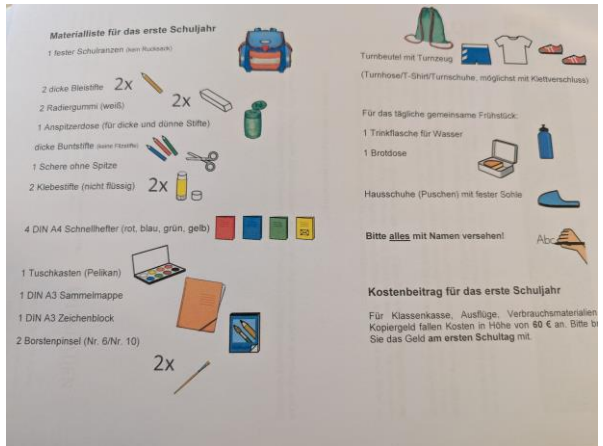 Materialliste für das erste Schuljahr
1 fester Schulranzen (kein Rucksack)
2 dicke Bleistifte 2x
2 Radiergummi (weiß) 2x
1 Anspitzerdose (für dicke und dünne Stifte)
dicke Buntstifte (keine Filzstifte)
1 Schere ohne Spitze
2 Klebestifte (nicht flüssig) 2x
4 DIN A4 Schnellhefter (rot, blau, grün, gelb)
1 Tuschkasten (Pelikan)
1 DIN A3 Sammelmappe
1 DIN A3 Zeichenblock
2 Borstenpinsel (Nr. 6/Nr. 10)
2x
Turnbeutel mit Turnzeug
(Turnhose/T-Shirt/Turnschuhe, möglichst mit Klettverschluss)
Für das tägliche gemeinsame Frühstück:
1 Trinkflasche für Wasser
1 Brotdose
Hausschuhe (Puschen) mit fester Sohle
Bitte alles mit Namen versehen!
Abc
Kostenbeitrag für das erste Schuljahr
Für Klassenkasse, Ausflüge, Verbrauchsmaterialien
Kopiergeld fallen Kosten in Höhe von 60 € an. Bitte
Sie das Geld am ersten Schultag mit.